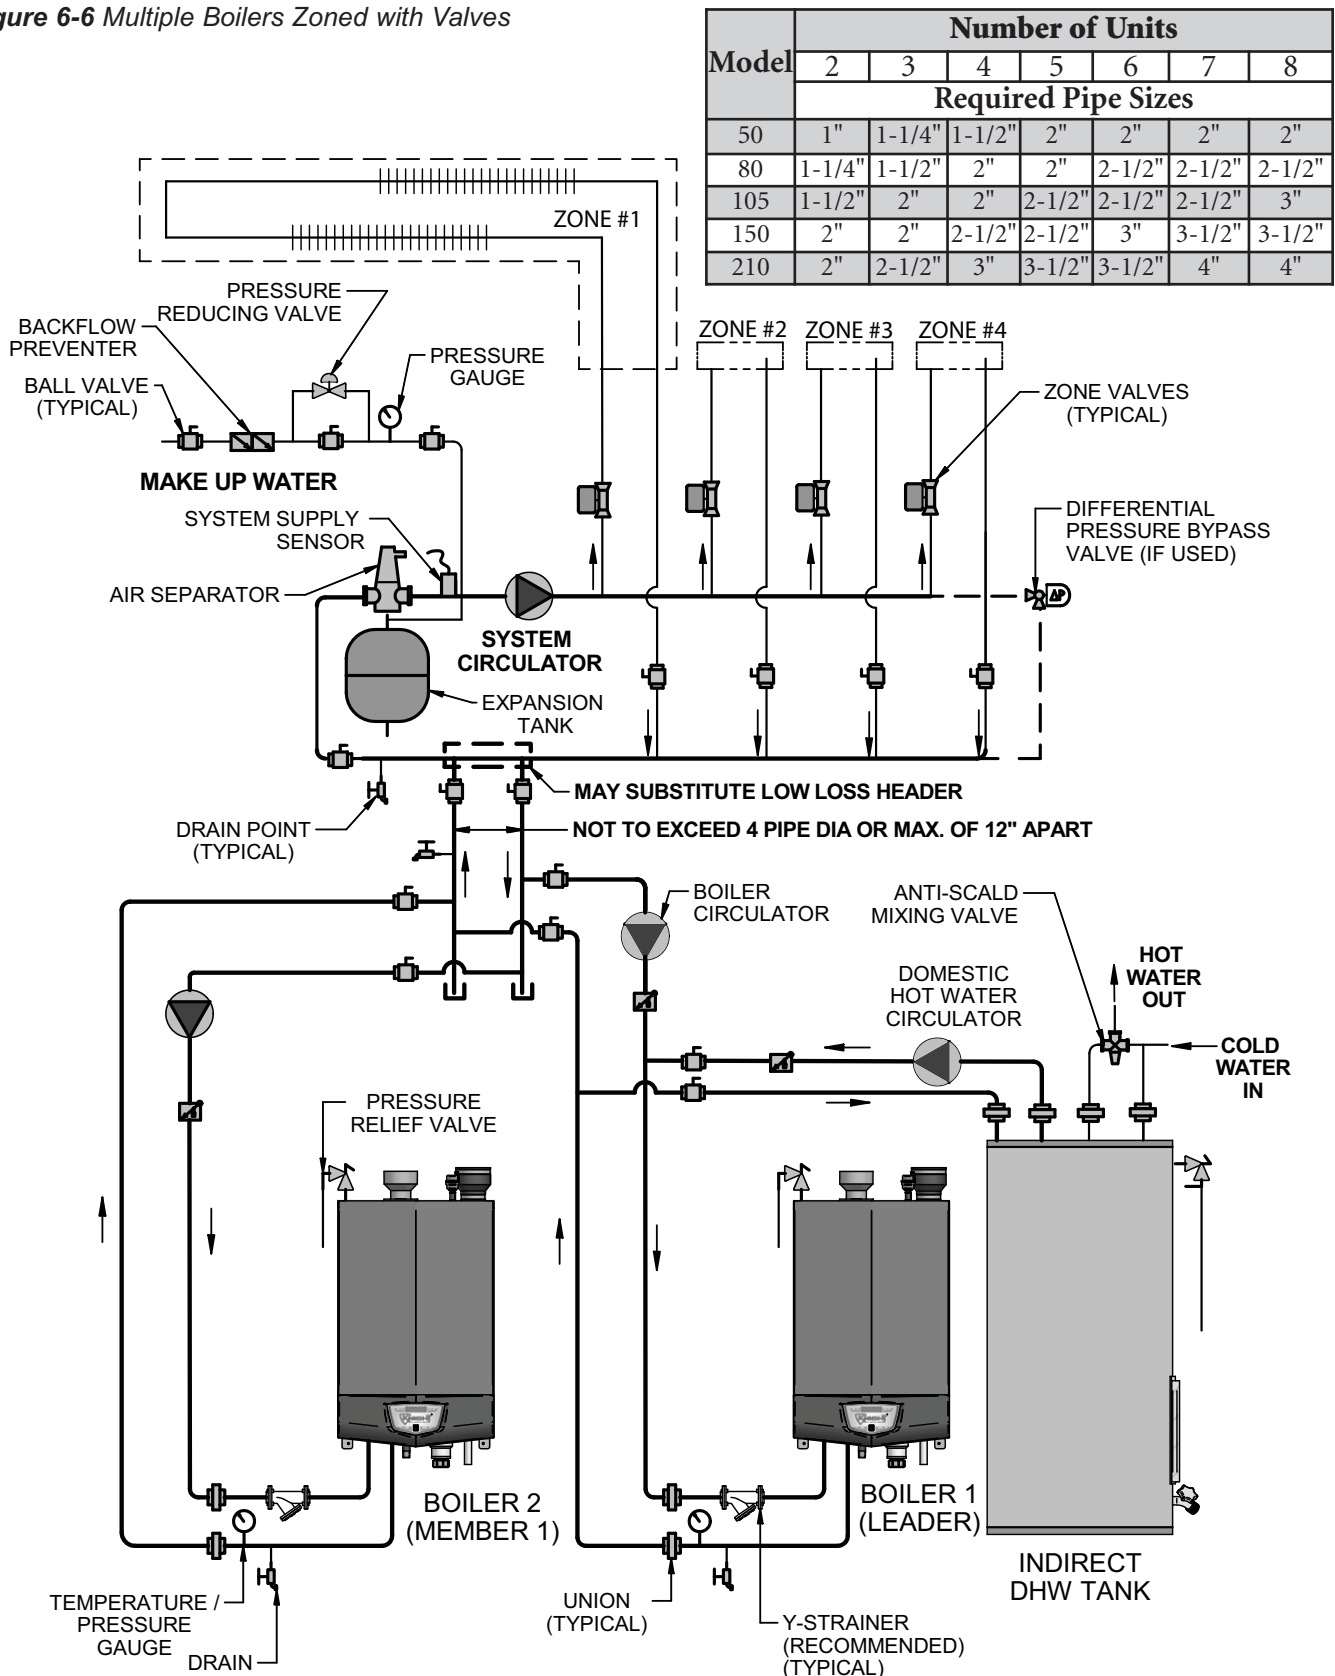 gure 6-6 Multiple Boilers Zoned with Valves
Model
Number of Units
2 3 4 5 6 7 8
Required Pipe Sizes
50 1" 1-1/4" 1-1/2" 2" 2" 2" 2"
80 1-1/4" 1-1/2" 2" 2" 2-1/2" 2-1/2" 2-1/2"
105 1-1/2" 2" 2" 2-1/2" 2-1/2" 2-1/2" 3"
150 2" 2" 2-1/2" 2-1/2" 3" 3-1/2" 3-1/2"
210 2" 2-1/2" 3" 3-1/2" 3-1/2" 4" 4"
ZONE #1
PRESSURE
REDUCING VALVE
BACKFLOW
PREVENTER
PRESSURE
GAUGE
BALL VALVE
(TYPICAL)
ZONE #2
ZONE #3
ZONE #4
ZONE VALVES
(TYPICAL)
MAKE UP WATER
SYSTEM SUPPLY
SENSOR
AIR SEPARATOR
DIFFERENTIAL
PRESSURE BYPASS
VALVE (IF USED)
ΔP
SYSTEM
CIRCULATOR
EXPANSION
TANK
MAY SUBSTITUTE LOW LOSS HEADER
DRAIN POINT
(TYPICAL)
NOT TO EXCEED 4 PIPE DIA OR MAX. OF 12" APART
BOILER
CIRCULATOR
ANTI-SCALD
MIXING VALVE
HOT
WATER
OUT
DOMESTIC
HOT WATER
CIRCULATOR
COLD
WATER
IN
PRESSURE
RELIEF VALVE
KNIGHT
KNIGHT
BOILER 2
(MEMBER 1)
BOILER 1
(LEADER)
INDIRECT
DHW TANK
TEMPERATURE /
PRESSURE
GAUGE
DRAIN
UNION
(TYPICAL)
Y-STRAINER
(RECOMMENDED)
(TYPICAL)